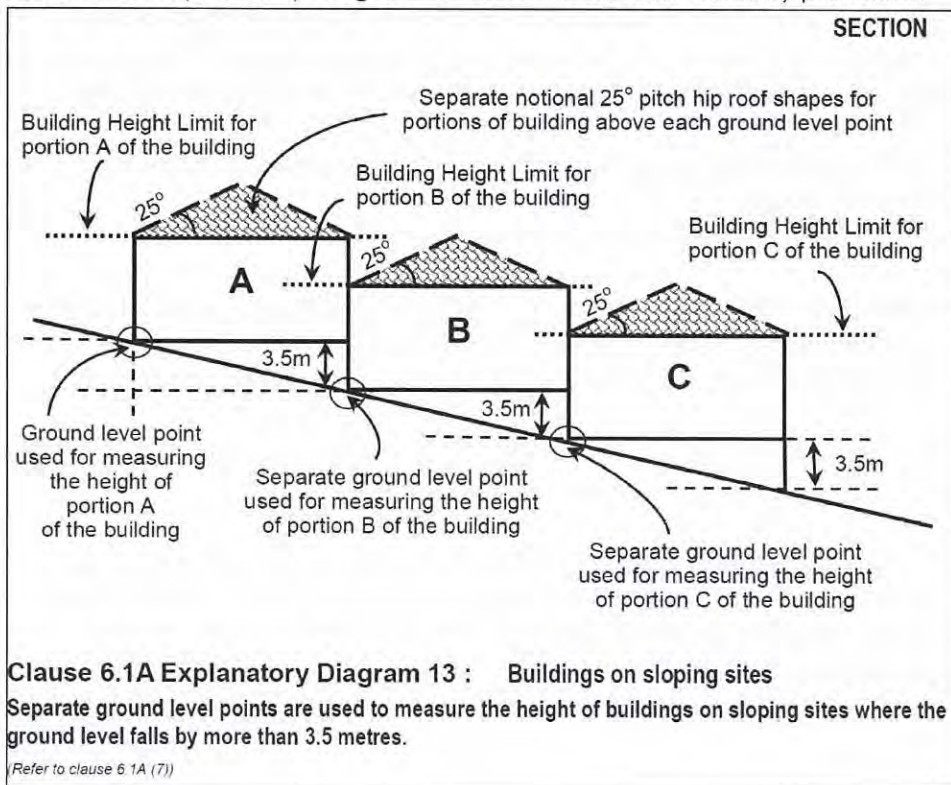 SECTION
Separate notional 25° pitch hip roof shapes for
portions of building above each ground level point
Building Height Limit for
portion A of the building
Building Height Limit for
portion B of the building
Building Height Limit for
portion C of the building
25°
25°
25°
A
B
C
3.5m
3.5m
3.5m
Ground level point
used for measuring
the height of
portion A
of the building
Separate ground level point
used for measuring the height
of portion B of the building
Separate ground level point
used for measuring the height
of portion C of the building
Clause 6.1A Explanatory Diagram 13 : Buildings on sloping sites
Separate ground level points are used to measure the height of buildings on sloping sites where the
ground level falls by more than 3.5 metres.
(Refer to clause 6 1A (7))